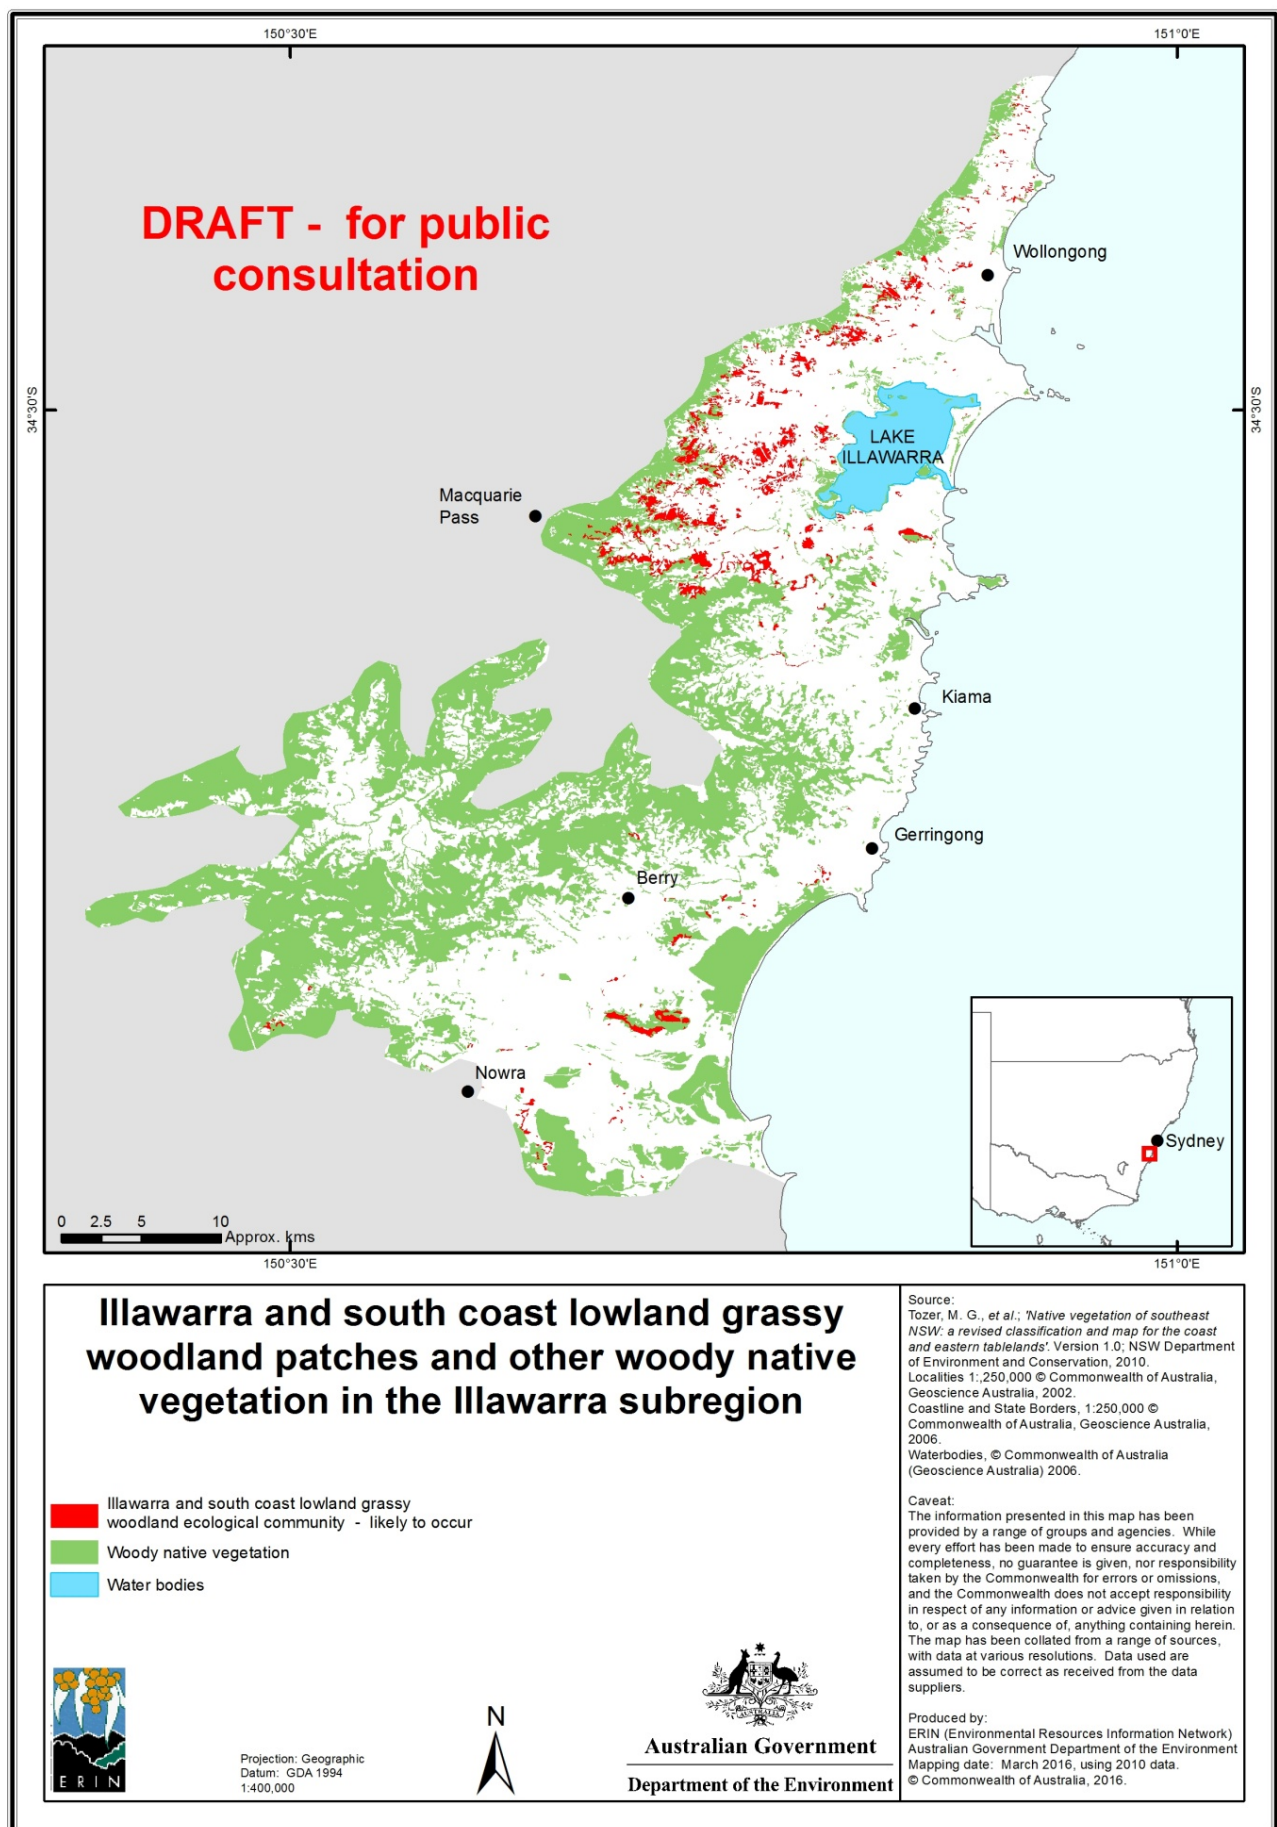 150°30'E
151°0'E
DRAFT - for public
consultation
Wollongong
34°30'S
34°30'S
LAKE
ILLAWARRA
Macquarie
Pass
Kiama
Gerringong
Berry
Nowra
Sydney
0 2.5 5 10
Approx. kms
150°30'E
151°0'E
Illawarra and south coast lowland grassy
woodland patches and other woody native
vegetation in the Illawarra subregion
Illawarra and south coast lowland grassy
woodland ecological community - likely to occur
Woody native vegetation
Water bodies
ERIN
Projection: Geographic
Datum: GDA 1994
1:400,000
N
AUSTRALIA
Australian Government
Department of the Environment
Source:
Tozer, M. G., et al.; 'Native vegetation of southeast
NSW: a revised classification and map for the coast
and eastern tablelands'. Version 1.0; NSW Department
of Environment and Conservation, 2010.
Localities 1:,250,000 © Commonwealth of Australia,
Geoscience Australia, 2002.
Coastline and State Borders, 1:250,000 ©
Commonwealth of Australia, Geoscience Australia,
2006.
Waterbodies, © Commonwealth of Australia
(Geoscience Australia) 2006.
Caveat:
The information presented in this map has been
provided by a range of groups and agencies. While
every effort has been made to ensure accuracy and
completeness, no guarantee is given, nor responsibility
taken by the Commonwealth for errors or omissions,
and the Commonwealth does not accept responsibility
in respect of any information or advice given in relation
to, or as a consequence of, anything containing herein.
The map has been collated from a range of sources,
with data at various resolutions. Data used are
assumed to be correct as received from the data
suppliers.
Produced by:
ERIN (Environmental Resources Information Network)
Australian Government Department of the Environment
Mapping date: March 2016, using 2010 data.
© Commonwealth of Australia, 2016.